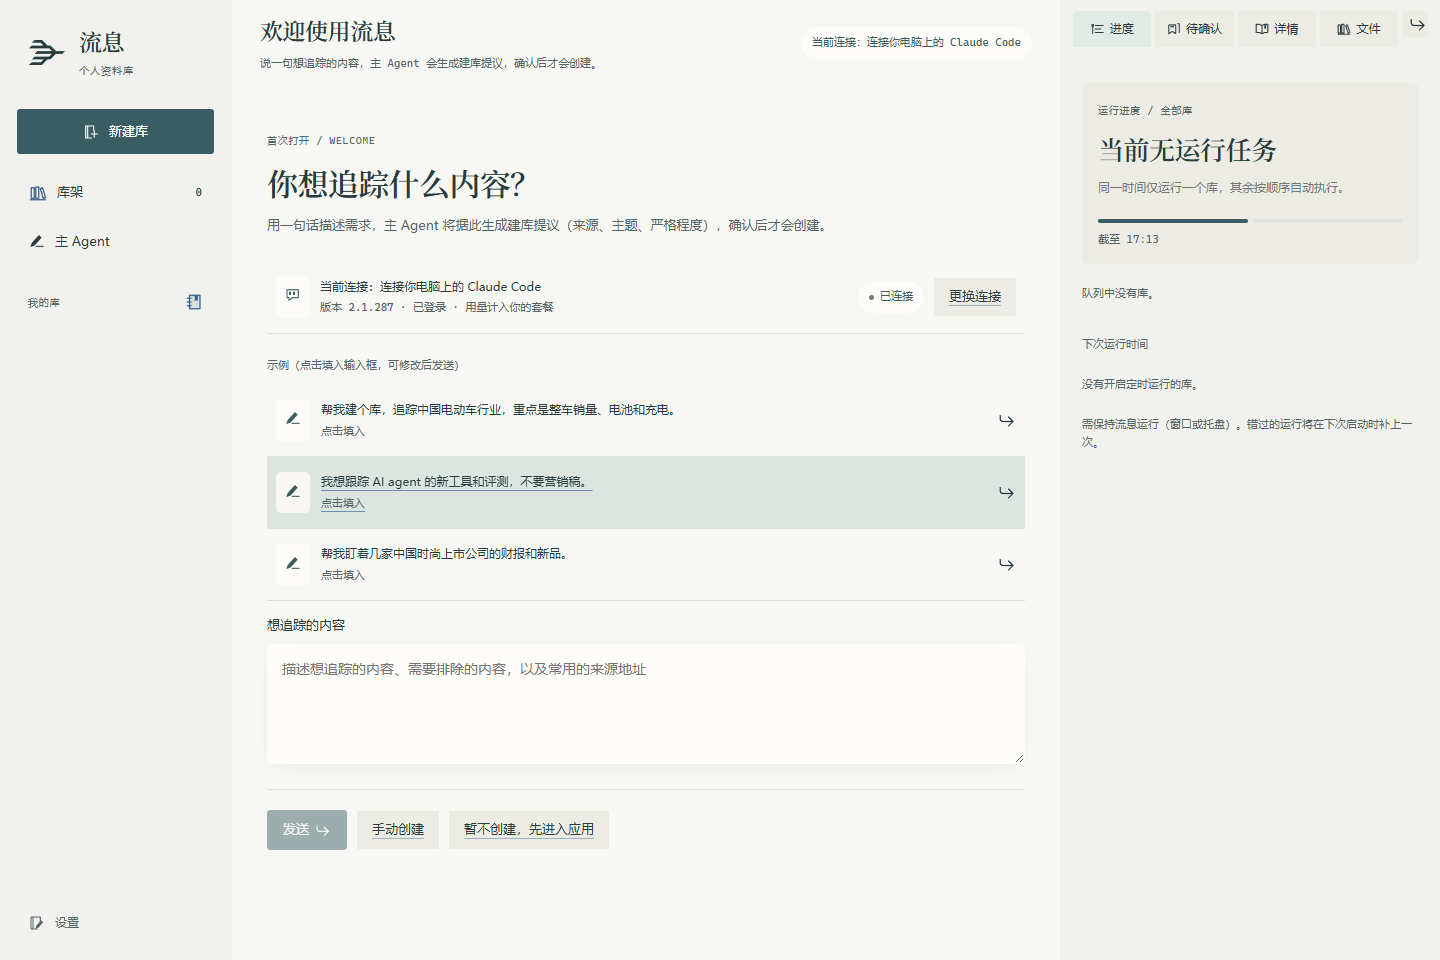 流息
个人资料库
新建库
库架 0
主 Agent
我的库
设置
欢迎使用流息
说一句想追踪的内容，主 Agent 会生成建库提议，确认后才会创建。
当前连接：连接你电脑上的 Claude Code
首次打开 / WELCOME
你想追踪什么内容？
用一句话描述需求，主 Agent 将据此生成建库提议（来源、主题、严格程度），确认后才会创建。
当前连接：连接你电脑上的 Claude Code
版本 2.1.287 · 已登录 · 用量计入你的套餐
已连接
更换连接
示例（点击填入输入框，可修改后发送）
帮我建个库，追踪中国电动车行业，重点是整车销量、电池和充电。
点击填入
我想跟踪 AI agent 的新工具和评测，不要营销稿。
点击填入
帮我盯着几家中国时尚上市公司的财报和新品。
点击填入
想追踪的内容
描述想追踪的内容、需要排除的内容，以及常用的来源地址
发送
手动创建
暂不创建，先进入应用
进度
待确认
详情
文件
运行进度 / 全部库
当前无运行任务
同一时间仅运行一个库，其余按顺序自动执行。
截至 17:13
队列中没有库。
下次运行时间
没有开启定时运行的库。
需保持流息运行（窗口或托盘）。错过的运行将在下次启动时补上一
次。